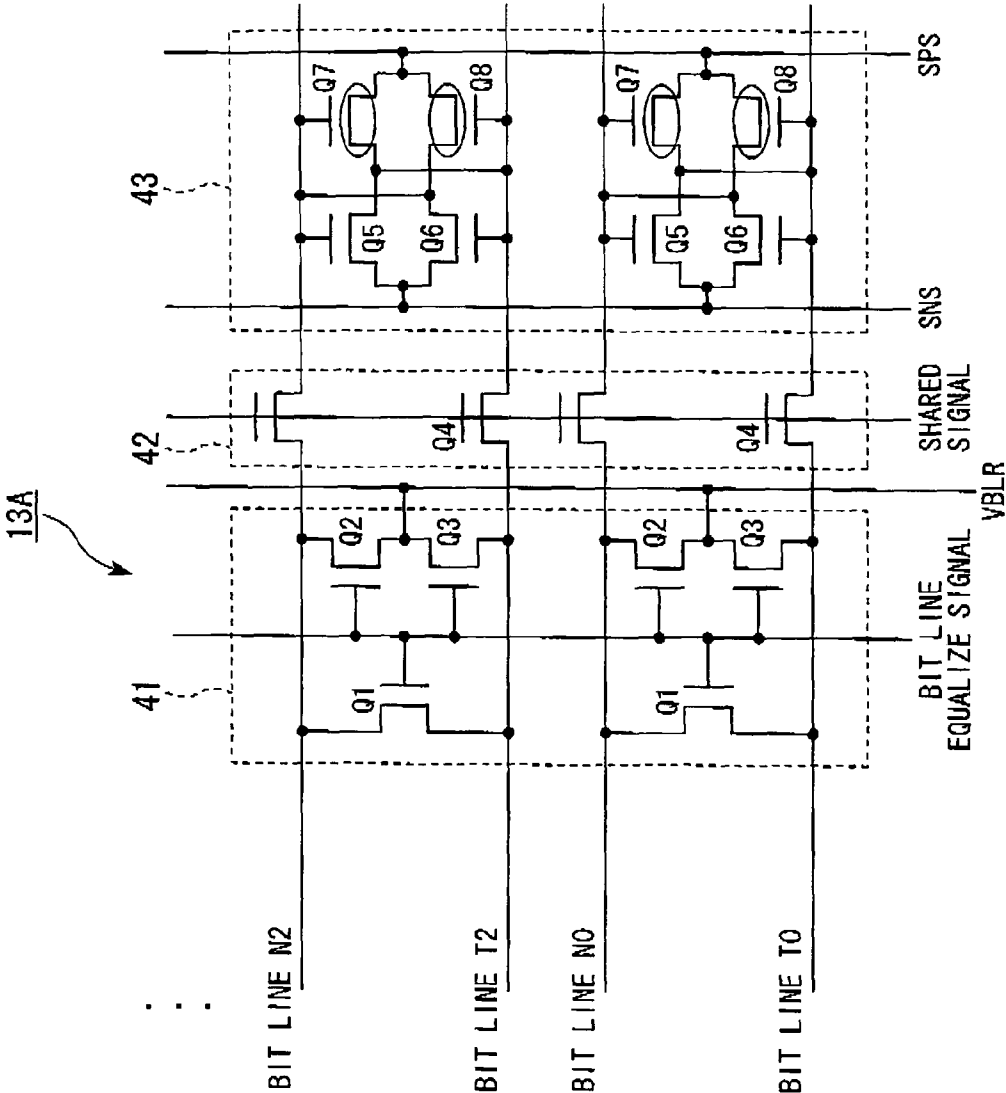 13A
41
42
43
Q1
Q2
Q3
Q4
Q5
Q6
Q7
Q8
Q1
Q2
Q3
Q4
Q5
Q6
Q7
Q8
. . .
BIT LINE N2
BIT LINE T2
BIT LINE N0
BIT LINE T0
BIT LINE
EQUALIZE SIGNAL
VBLR
SHARED
SIGNAL
SNS
SPS